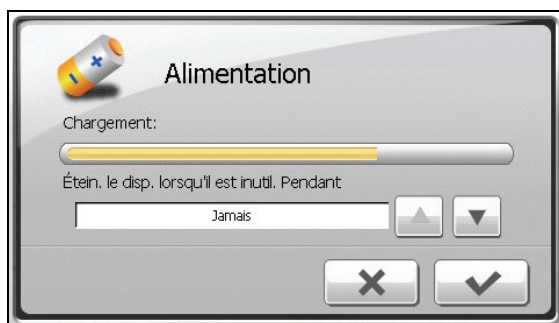 Alimentation
Chargement:
Étein. le disp. lorsqu'il est inutil. Pendant
Jamais